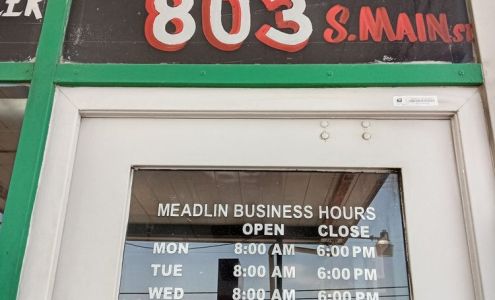 803 S. MAIN ST
MEADLIN BUSINESS HOURS
OPEN CLOSE
MON 8:00 AM 6:00 PM
TUE 8:00 AM 6:00 PM
WED 8:00 AM 6:00 PM